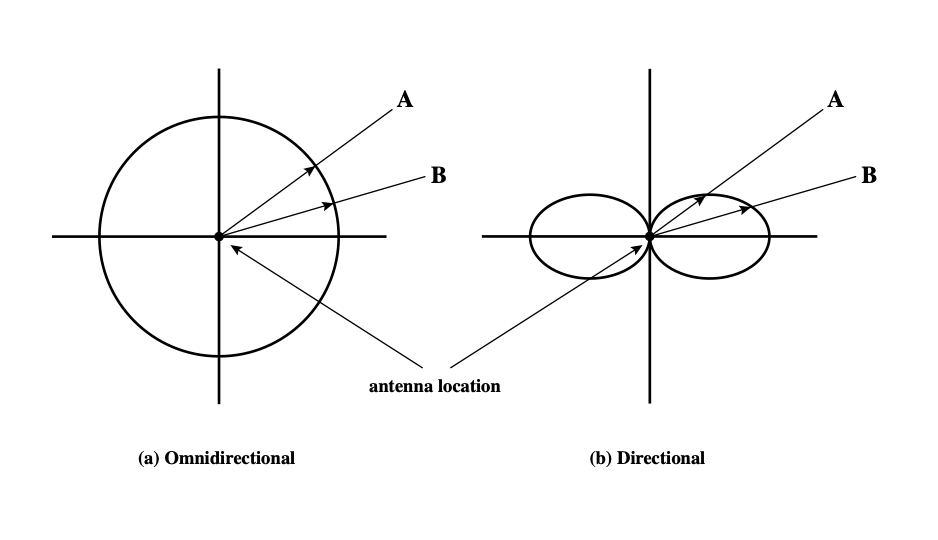 A
B
A
B
antenna location
(a) Omnidirectional
(b) Directional